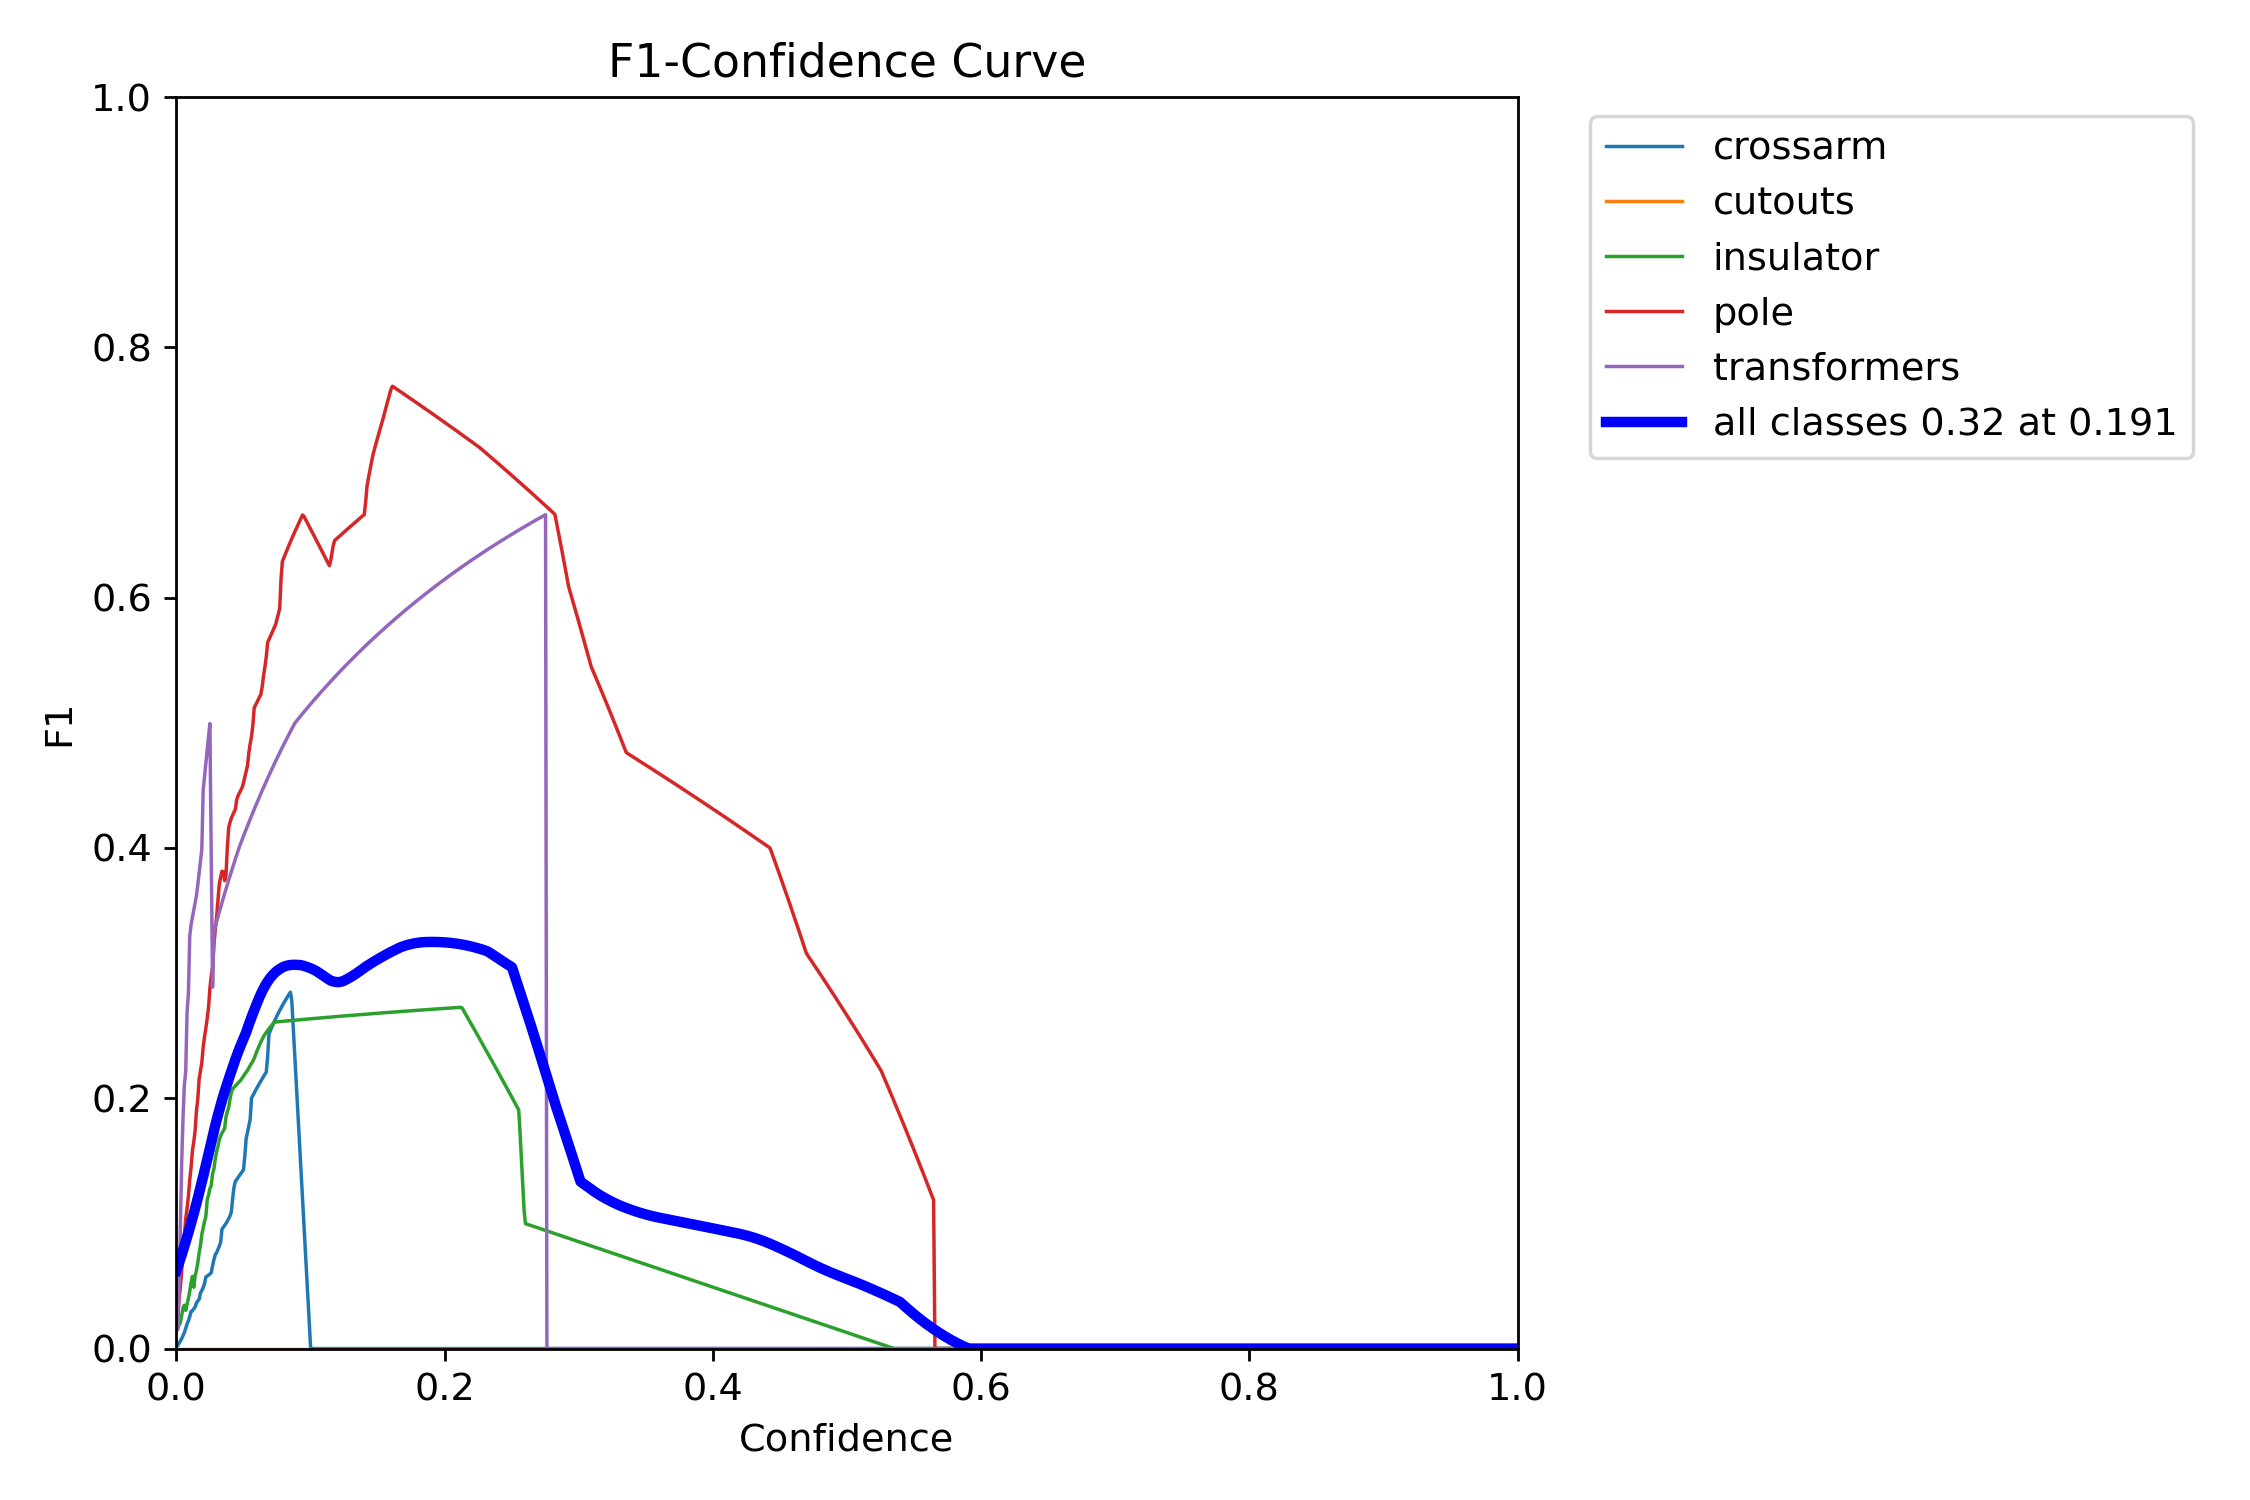 F1-Confidence Curve
1.0
0.8
0.6
0.4
0.2
0.0
F1
0.0 0.2 0.4 0.6 0.8 1.0
Confidence
crossarm
cutouts
insulator
pole
transformers
all classes 0.32 at 0.191